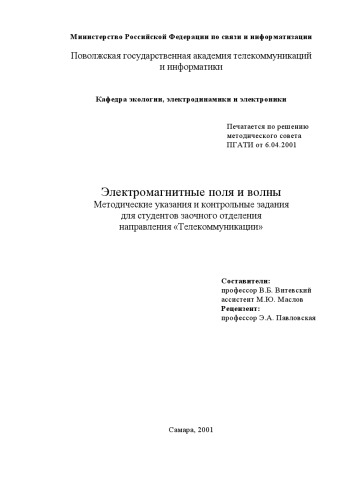 Министерство Российской Федерации по связи и информатизации
Поволжская государственная академия телекоммуникаций
и информатики
Кафедра экологии, электродинамики и электроники
Печатается по решению
методического совета
ПГАТИ от 6.04.2001
Электромагнитные поля и волны
Методические указания и контрольные задания
для студентов заочного отделения
направления «Телекоммуникации»
Составители:
профессор В.Б. Витевский
ассистент М.Ю. Маслов
Рецензент:
профессор Э.А. Павловская
Самара, 2001